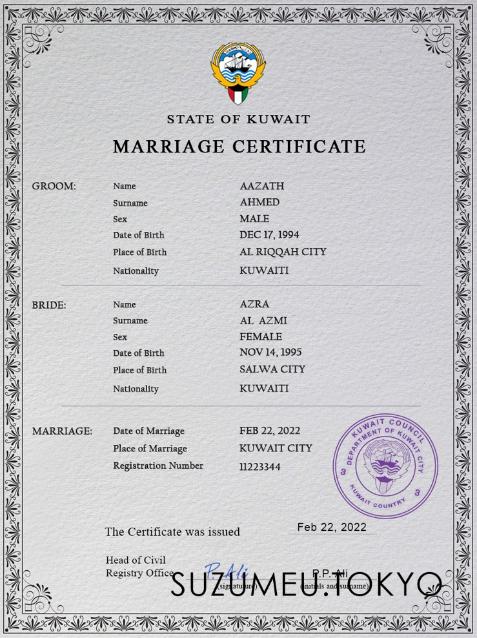 STATE OF KUWAIT
MARRIAGE CERTIFICATE
GROOM: Name AAZATH
Surname AHMED
Sex MALE
Date of Birth DEC 17, 1994
Place of Birth AL RIQQAH CITY
Nationality KUWAITI
BRIDE: Name AZRA
Surname AL AZMI
Sex FEMALE
Date of Birth NOV 14, 1995
Place of Birth SALWA CITY
Nationality KUWAITI
MARRIAGE: Date of Marriage FEB 22, 2022
Place of Marriage KUWAIT CITY
Registration Number 11223344
KUWAIT COUNCIL
DEPARTMENT OF KUWAIT CITY
KUWAIT COUNTRY
The Certificate was issued Feb 22, 2022
Head of Civil
Registry Office P.Ali P.P. Ali
(signature) (initials and surname)
SUZUMEU.TOKYO